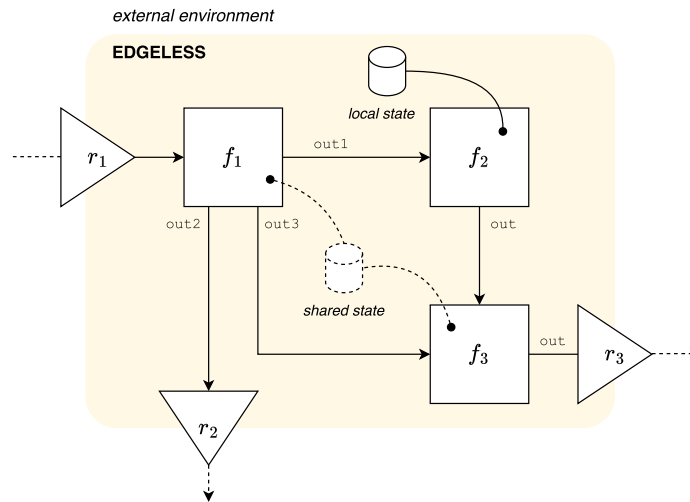 external environment
EDGELESS
local state
r1
f1
out1
f2
out2
out3
out
shared state
f3
out
r3
r2